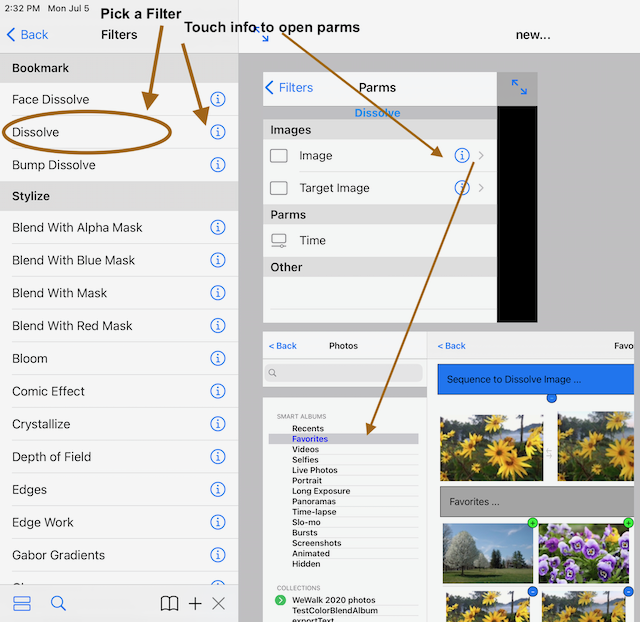 2:32 PM Mon Jul 5
Pick a Filter
Touch info to open parms
Back
Filters
new...
Bookmark
Face Dissolve
Dissolve
Bump Dissolve
Stylize
Blend With Alpha Mask
Blend With Blue Mask
Blend With Mask
Blend With Red Mask
Bloom
Comic Effect
Crystallize
Depth of Field
Edges
Edge Work
Gabor Gradients
Filters
Parms
Dissolve
Images
Image
Target Image
Parms
Time
Other
< Back
Photos
SMART ALBUMS
Recents
Favorites
Videos
Selfies
Live Photos
Portrait
Long Exposure
Panoramas
Time-lapse
Slo-mo
Bursts
Screenshots
Animated
Hidden
COLLECTIONS
WeWalk 2020 photos
TestColorBlendAlbum
exportText
< Back
Favo
Sequence to Dissolve Image ...
Favorites ...